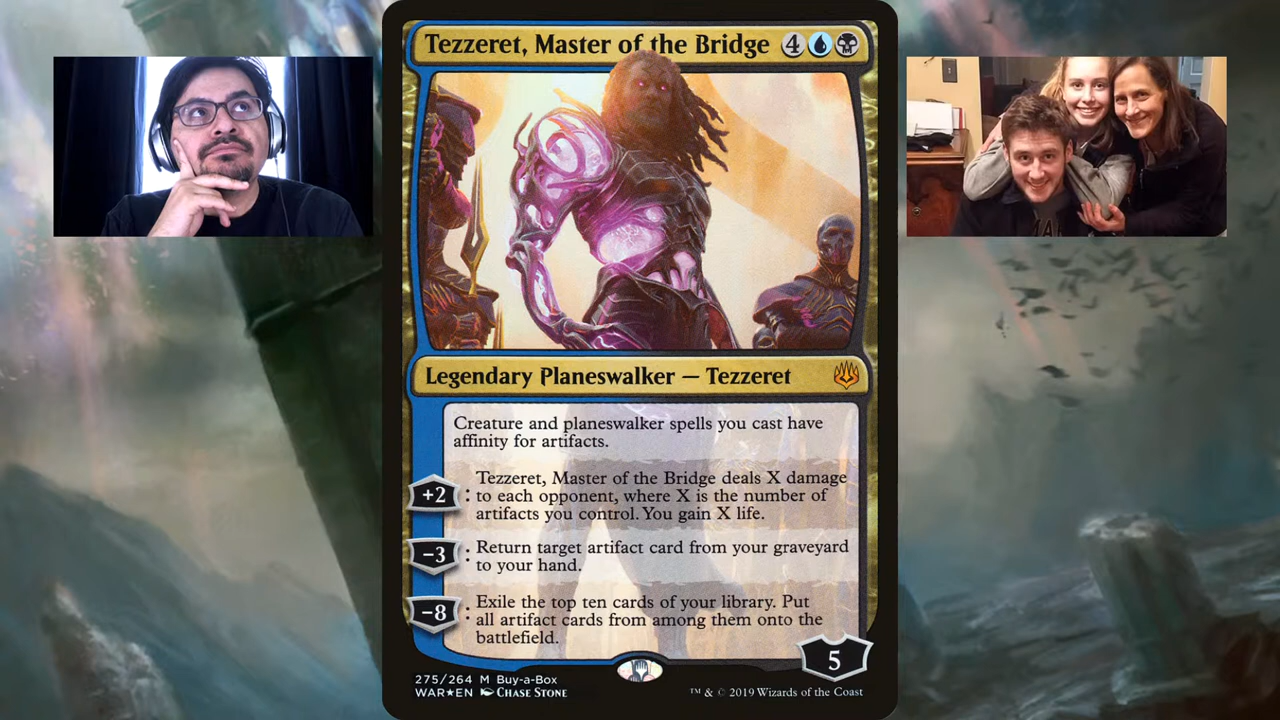 Tezzeret, Master of the Bridge 4
Legendary Planeswalker — Tezzeret
Creature and planeswalker spells you cast have
affinity for artifacts.
+2: Tezzeret, Master of the Bridge deals X damage
to each opponent, where X is the number of
artifacts you control. You gain X life.
−3: Return target artifact card from your graveyard
to your hand.
−8: Exile the top ten cards of your library. Put
all artifact cards from among them onto the
battlefield.
5
275/264 M Buy-a-Box
WAR★EN Chase Stone
™ & © 2019 Wizards of the Coast